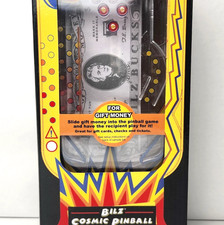 ZZ BUCKS
FOR
GIFT MONEY
Slide gift money into the pinball game
and have the recipient play for it!
Great for gift cards, checks and tickets.
BILZ
COSMIC PINBALL